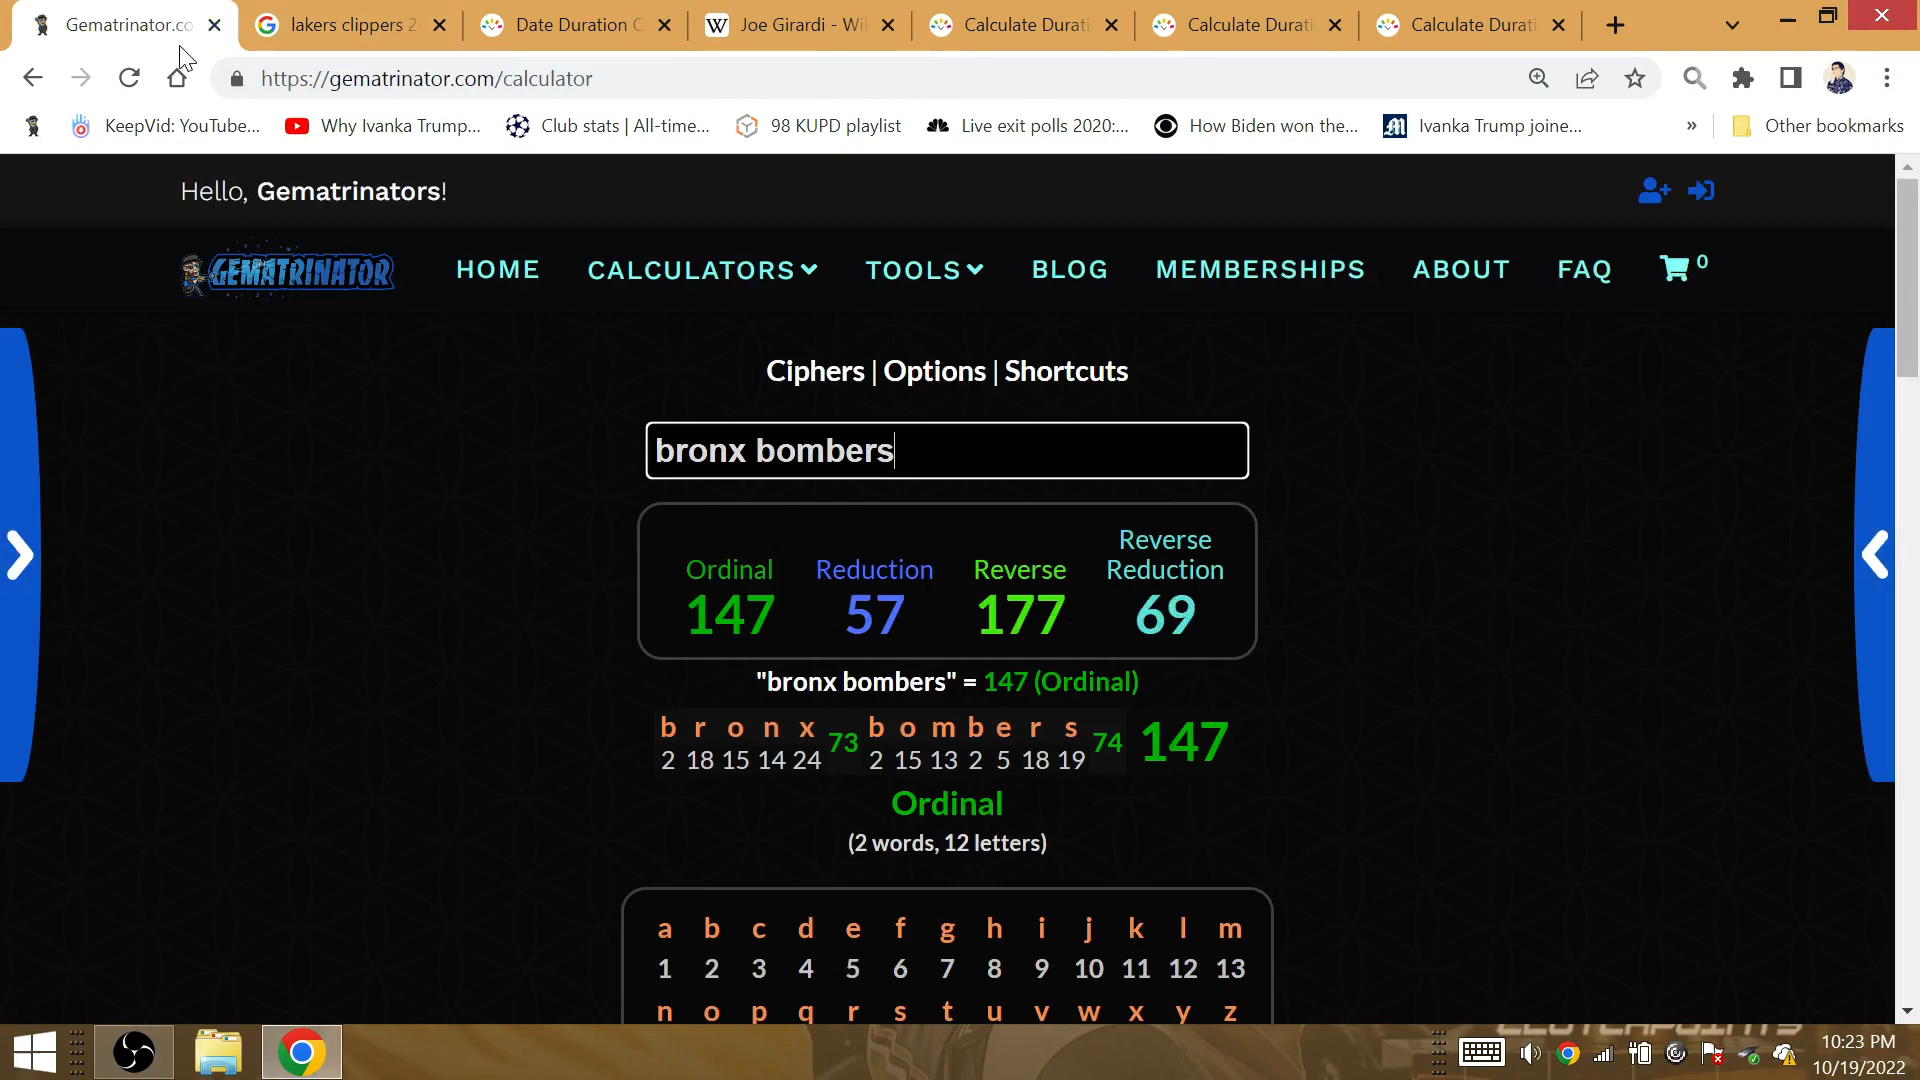 Gematrinator.co
lakers clippers 2
Date Duration C
Joe Girardi - Wi
Calculate Durati
Calculate Durati
Calculate Durati
https://gematrinator.com/calculator
KeepVid: YouTube...
Why Ivanka Trump...
Club stats | All-time...
98 KUPD playlist
Live exit polls 2020:...
How Biden won the...
Ivanka Trump joine...
»
Other bookmarks
Hello, Gematrinators!
GEMATRINATOR
HOME
CALCULATORS
TOOLS
BLOG
MEMBERSHIPS
ABOUT
FAQ
0
Ciphers | Options | Shortcuts
bronx bombers
Ordinal
147
Reduction
57
Reverse
177
Reverse
Reduction
69
"bronx bombers" = 147 (Ordinal)
b r o n x 73 b o m b e r s 74 147
2 18 15 14 24 2 15 13 2 5 18 19
Ordinal
(2 words, 12 letters)
a b c d e f g h i j k l m
1 2 3 4 5 6 7 8 9 10 11 12 13
n o p q r s t u v w x y z
10:23 PM
10/19/2022